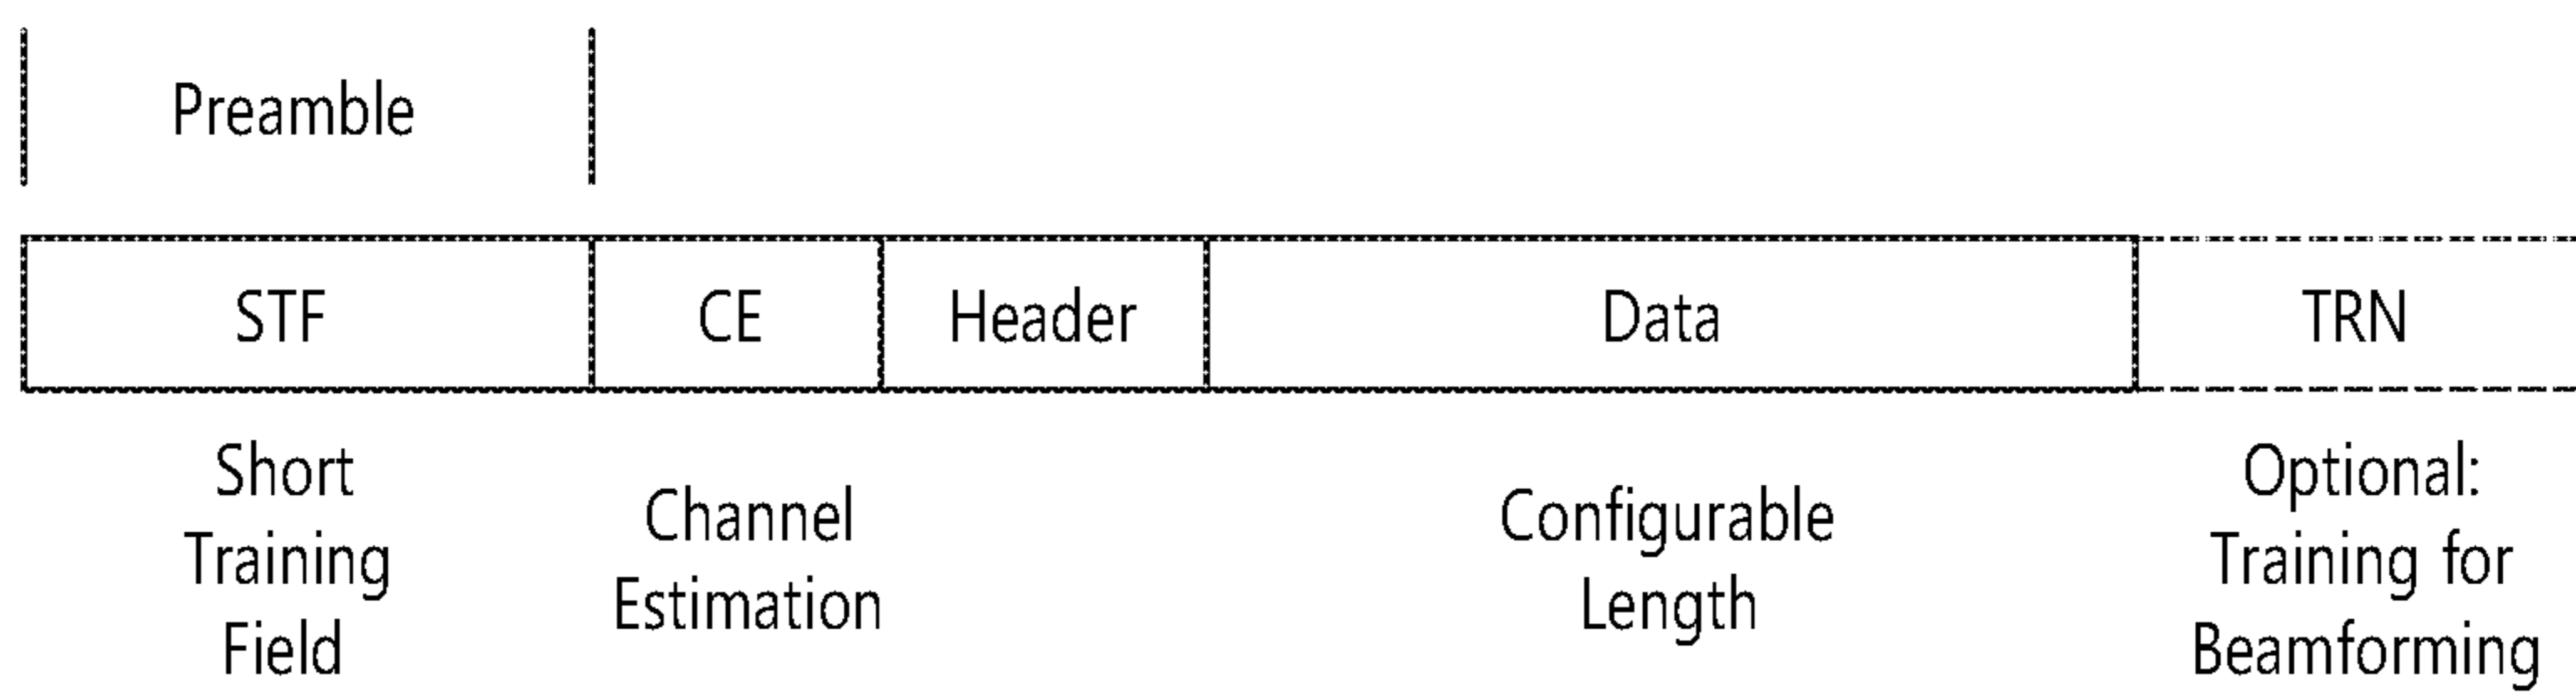 Preamble
STF CE Header Data TRN
Short
Training
Field
Channel
Estimation
Configurable
Length
Optional:
Training for
Beamforming